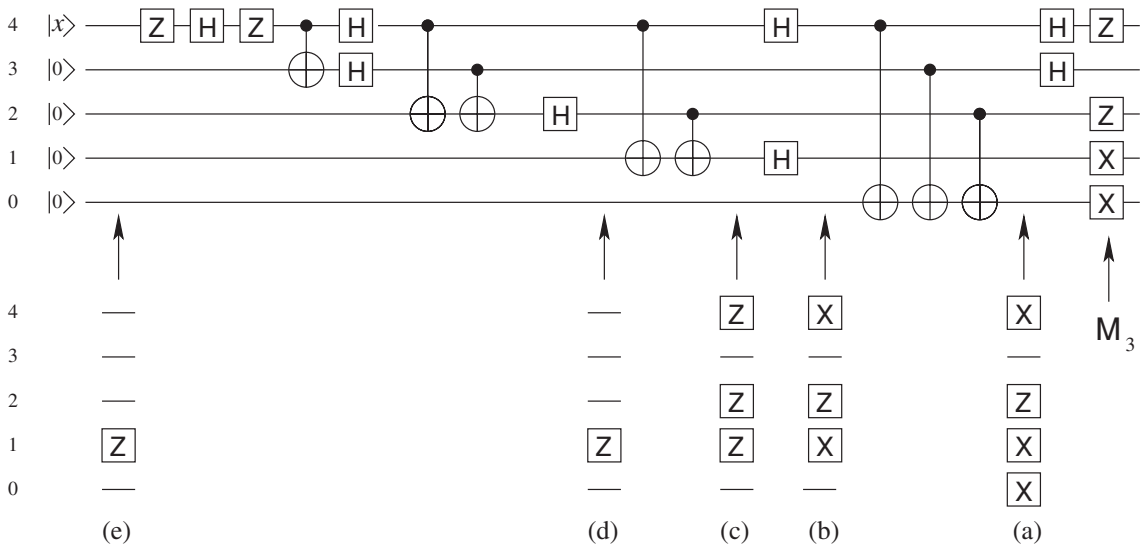 4 |x⟩ Z H Z H H Z
3 |0⟩ H H
2 |0⟩ H Z
1 |0⟩ H X
0 |0⟩ X
4 Z X X
M3
3
2 Z Z Z
1 Z Z Z X X
0 X
(e) (d) (c) (b) (a)